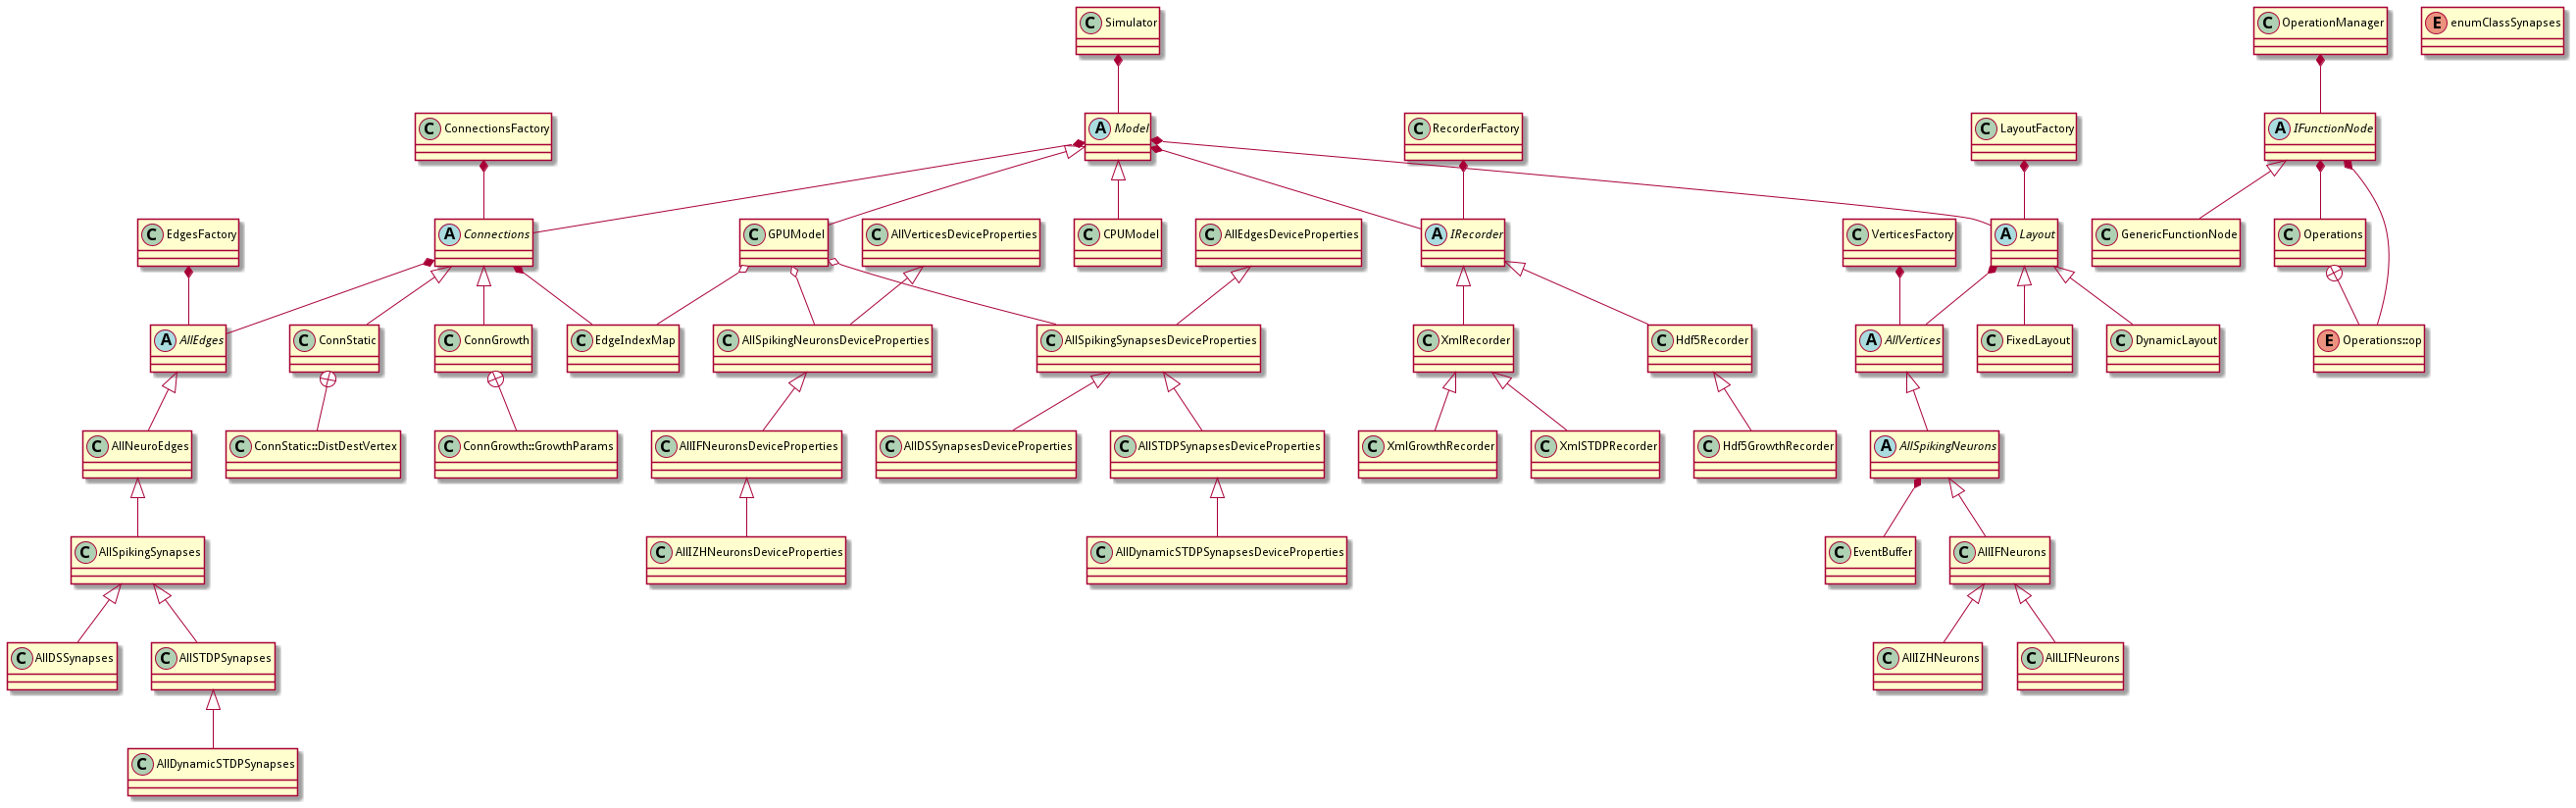 C Simulator
C OperationManager
E enumClassSynapses
C ConnectionsFactory
A Model
C RecorderFactory
C LayoutFactory
A IFunctionNode
C EdgesFactory
A Connections
C GPUModel
C AllVerticesDeviceProperties
C CPUModel
C AllEdgesDeviceProperties
A IRecorder
C VerticesFactory
A Layout
C GenericFunctionNode
C Operations
A AllEdges
C ConnStatic
C ConnGrowth
C EdgeIndexMap
C AllSpikingNeuronsDeviceProperties
C AllSpikingSynapsesDeviceProperties
C XmlRecorder
C Hdf5Recorder
A AllVertices
C FixedLayout
C DynamicLayout
E Operations::op
C AllNeuroEdges
C ConnStatic::DistDestVertex
C ConnGrowth::GrowthParams
C AllIFNeuronsDeviceProperties
C AllDSSynapsesDeviceProperties
C AllSTDPSynapsesDeviceProperties
C XmlGrowthRecorder
C XmlSTDPRecorder
C Hdf5GrowthRecorder
A AllSpikingNeurons
C AllSpikingSynapses
C AllIZHNeuronsDeviceProperties
C AllDynamicSTDPSynapsesDeviceProperties
C EventBuffer
C AllIFNeurons
C AllDSSynapses
C AllSTDPSynapses
C AllIZHNeurons
C AllLIFNeurons
C AllDynamicSTDPSynapses